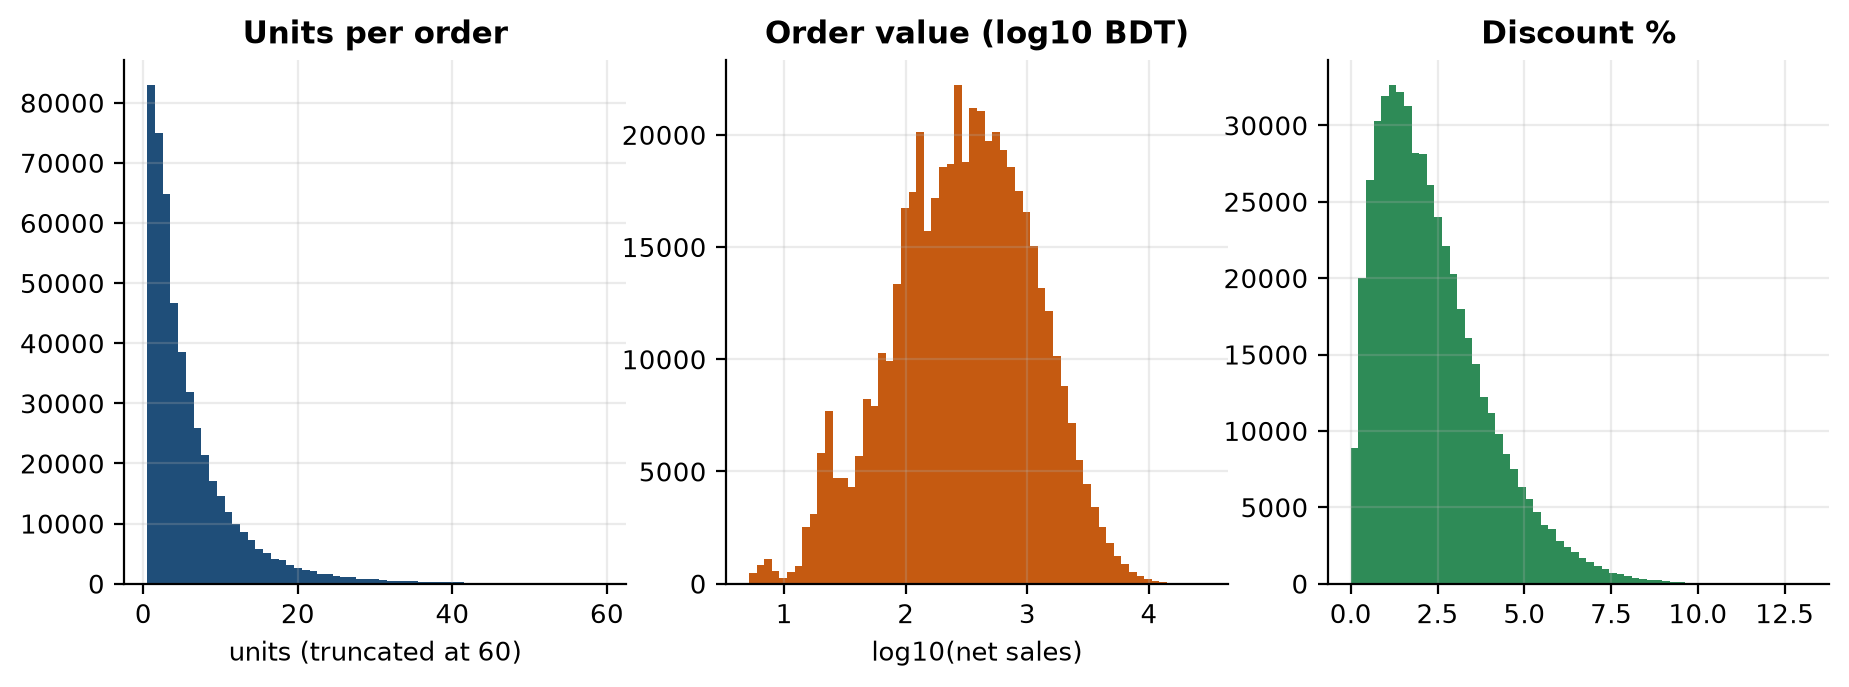 Units per order
80000
70000
60000
50000
40000
30000
20000
10000
0
0 20 40 60
units (truncated at 60)
Order value (log10 BDT)
20000
15000
10000
5000
0
1 2 3 4
log10(net sales)
Discount %
30000
25000
20000
15000
10000
5000
0
0.0 2.5 5.0 7.5 10.0 12.5